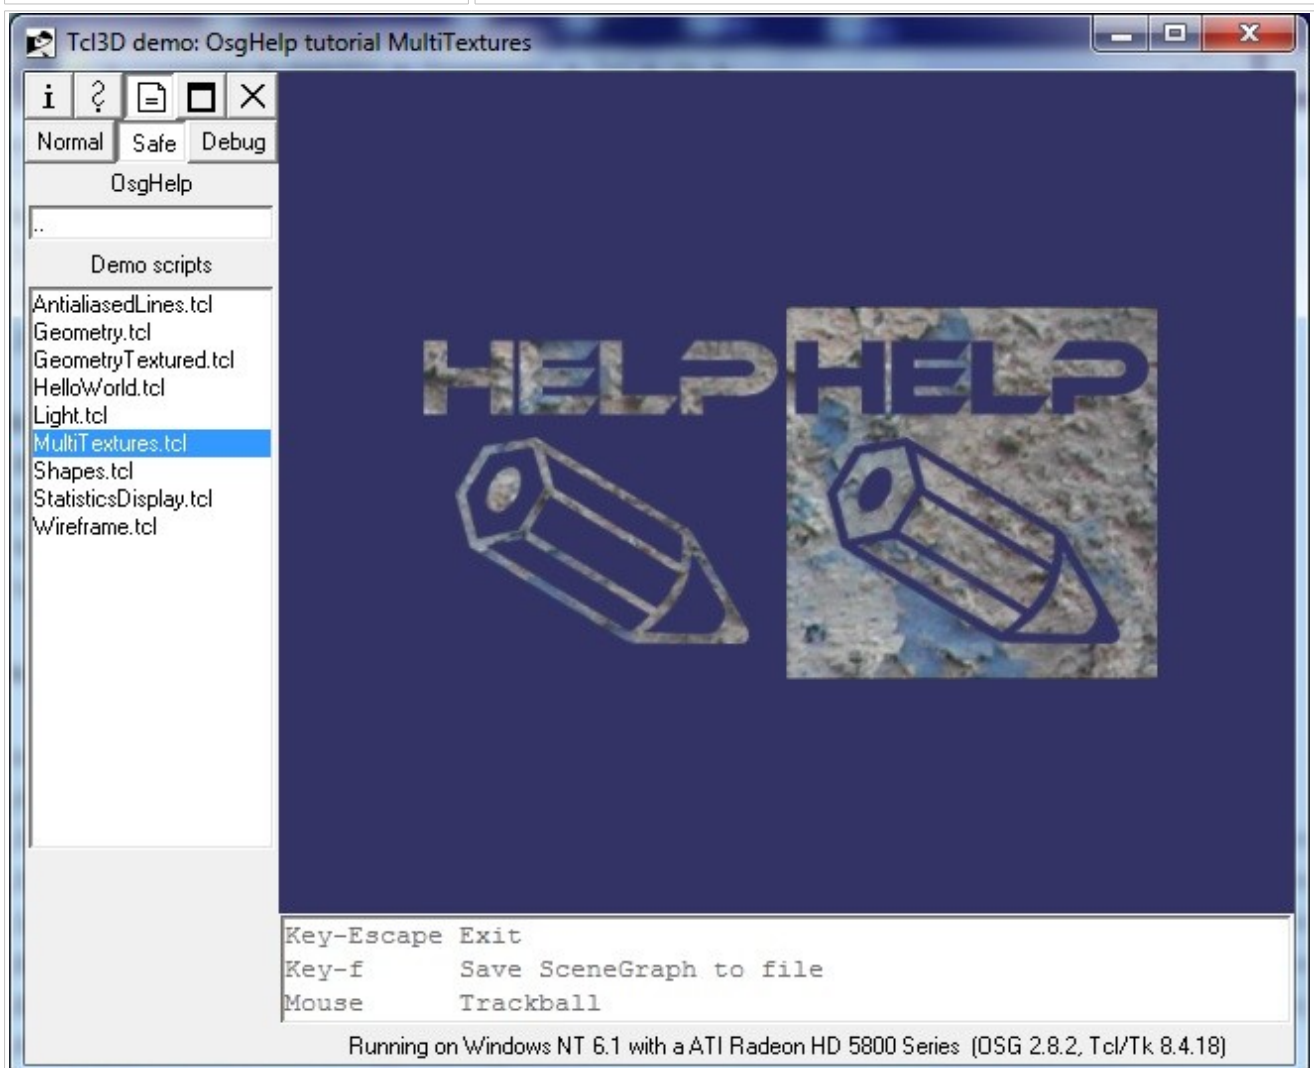 Tcl3D demo: OsgHelp tutorial MultiTextures
i ? X
Normal Safe Debug
OsgHelp
..
Demo scripts
AntialiasedLines.tcl
Geometry.tcl
GeometryTextured.tcl
HelloWorld.tcl
Light.tcl
MultiTextures.tcl
Shapes.tcl
StatisticsDisplay.tcl
Wireframe.tcl
HELP HELP
Key-Escape Exit
Key-f Save SceneGraph to file
Mouse Trackball
Running on Windows NT 6.1 with a ATI Radeon HD 5800 Series (OSG 2.8.2, Tcl/Tk 8.4.18)